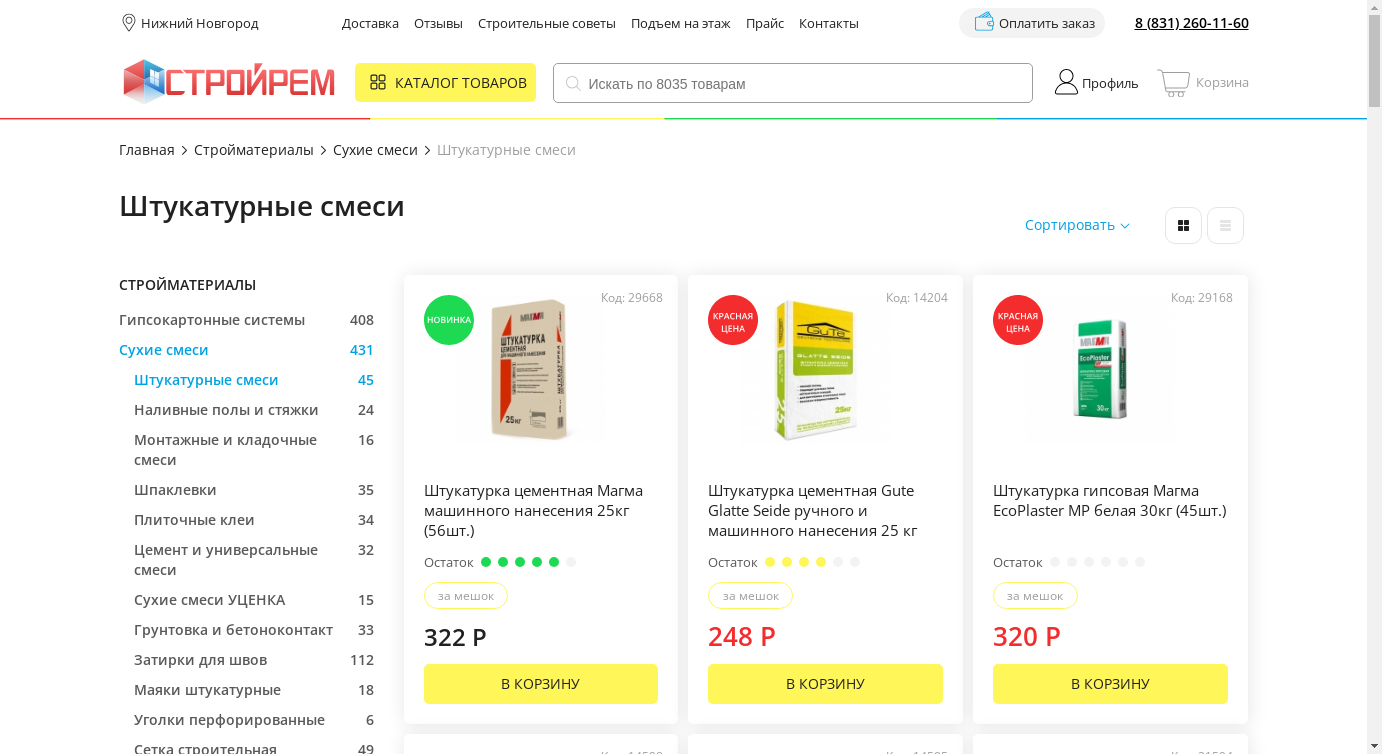 Нижний Новгород
Доставка Отзывы Строительные советы Подъем на этаж Прайс Контакты
Оплатить заказ
8 (831) 260-11-60
СТРОЙРЕМ
КАТАЛОГ ТОВАРОВ
Искать по 8035 товарам
Профиль
Корзина
Главная > Стройматериалы > Сухие смеси > Штукатурные смеси
Штукатурные смеси
Сортировать
СТРОЙМАТЕРИАЛЫ
Гипсокартонные системы 408
Сухие смеси 431
Штукатурные смеси 45
Наливные полы и стяжки 24
Монтажные и кладочные 16
смеси
Шпаклевки 35
Плиточные клеи 34
Цемент и универсальные 32
смеси
Сухие смеси УЦЕНКА 15
Грунтовка и бетоноконтакт 33
Затирки для швов 112
Маяки штукатурные 18
Уголки перфорированные 6
Сетка строительная 49
Код: 29668
НОВИНКА
МАГМА
ШТУКАТУРКА
ЦЕМЕНТНАЯ
ДЛЯ МАШИННОГО НАНЕСЕНИЯ
25кг
Штукатурка цементная Магма
машинного нанесения 25кг
(56шт.)
Остаток
за мешок
322 Р
В КОРЗИНУ
Код: 14204
КРАСНАЯ
ЦЕНА
GuTe
GLATTE SEIDE
25кг
Штукатурка цементная Gute
Glatte Seide ручного и
машинного нанесения 25 кг
Остаток
за мешок
248 Р
В КОРЗИНУ
Код: 29168
КРАСНАЯ
ЦЕНА
МАГМА
EcoPlaster
30кг
Штукатурка гипсовая Магма
EcoPlaster МР белая 30кг (45шт.)
Остаток
за мешок
320 Р
В КОРЗИНУ